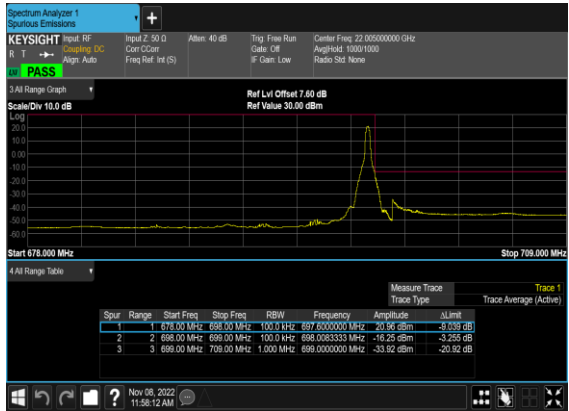 Spectrum Analyzer 1
Spurious Emissions
KEYSIGHT Input: RF Input Z: 50 Ω Atten: 40 dB Trig: Free Run Center Freq: 22.005000000 GHz
R T Coupling: DC Corr CCorr Gate: Off Avg|Hold: 1000/1000
Align: Auto Freq Ref: Int (S) IF Gain: Low Radio Std: None
PASS
3 All Range Graph
Ref Lvl Offset 7.60 dB
Scale/Div 10.0 dB Ref Value 30.00 dBm
Log
20.0
10.0
0.00
-10.0
-20.0
-30.0
-40.0
-50.0
-60.0
Start 678.000 MHz Stop 709.000 MHz
4 All Range Table
Measure Trace Trace 1
Trace Type Trace Average (Active)
Spur Range Start Freq Stop Freq RBW Frequency Amplitude ΔLimit
1 1 678.00 MHz 698.00 MHz 100.0 kHz 697.6000000 MHz 20.96 dBm -9.039 dB
2 2 698.00 MHz 699.00 MHz 100.0 kHz 698.0083333 MHz -16.25 dBm -3.255 dB
3 3 699.00 MHz 709.00 MHz 1.000 MHz 699.0000000 MHz -33.92 dBm -20.92 dB
Nov 08, 2022
11:58:12 AM